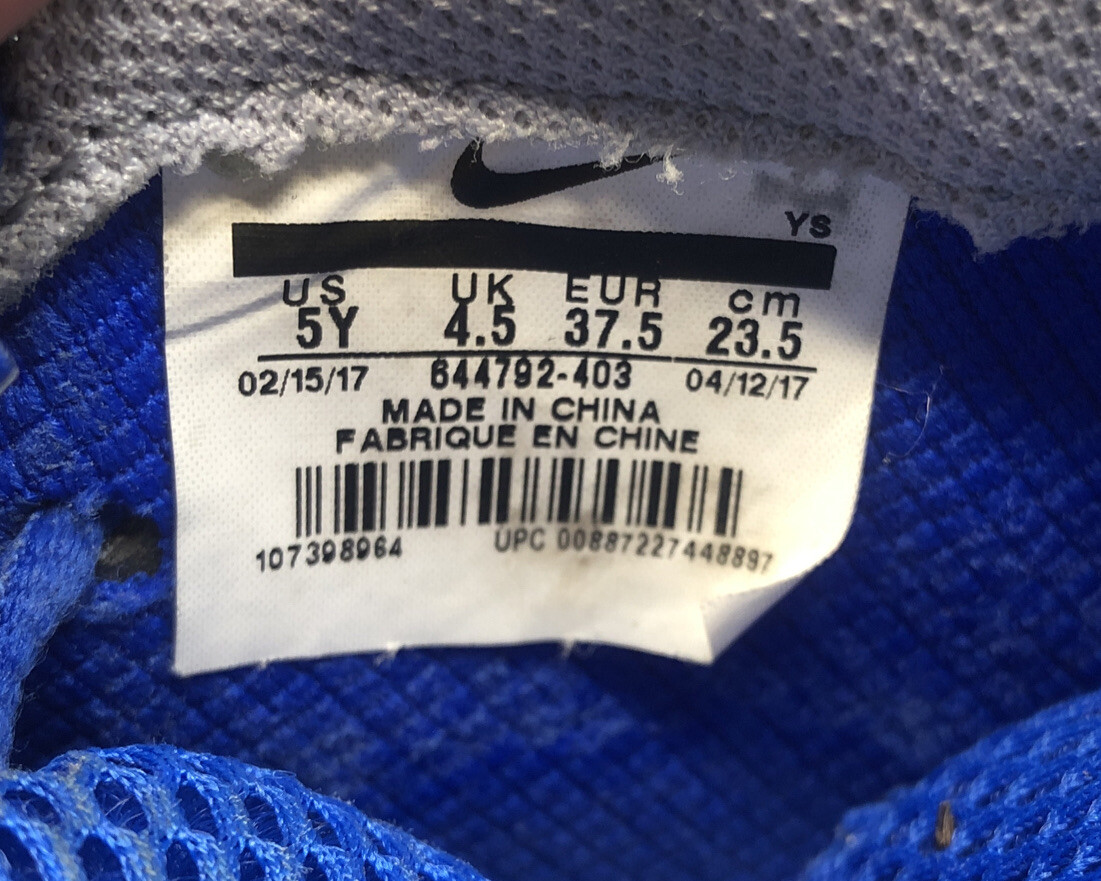 YS
US UK EUR cm
5Y 4.5 37.5 23.5
02/15/17 644792-403 04/12/17
MADE IN CHINA
FABRIQUE EN CHINE
107398964 UPC 00887227448897